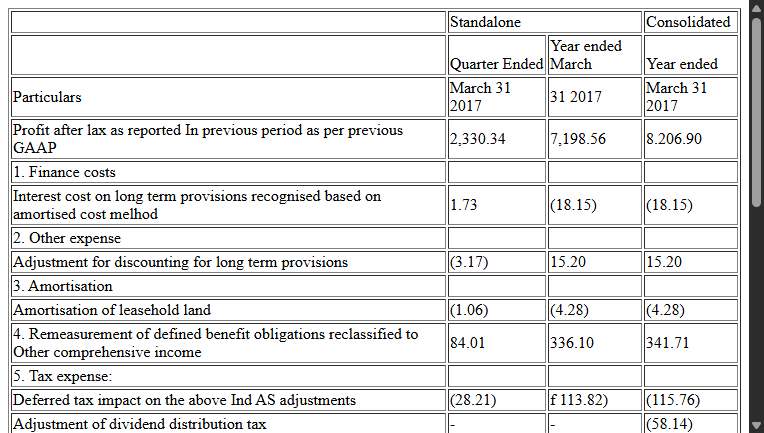 Standalone Consolidated
Quarter Ended Year ended March Year ended
Particulars March 31 2017 31 2017 March 31 2017
Profit after lax as reported In previous period as per previous GAAP 2,330.34 7,198.56 8.206.90
1. Finance costs
Interest cost on long term provisions recognised based on amortised cost melhod 1.73 (18.15) (18.15)
2. Other expense
Adjustment for discounting for long term provisions (3.17) 15.20 15.20
3. Amortisation
Amortisation of leasehold land (1.06) (4.28) (4.28)
4. Remeasurement of defined benefit obligations reclassified to Other comprehensive income 84.01 336.10 341.71
5. Tax expense:
Deferred tax impact on the above Ind AS adjustments (28.21) f 113.82) (115.76)
Adjustment of dividend distribution tax - - (58.14)